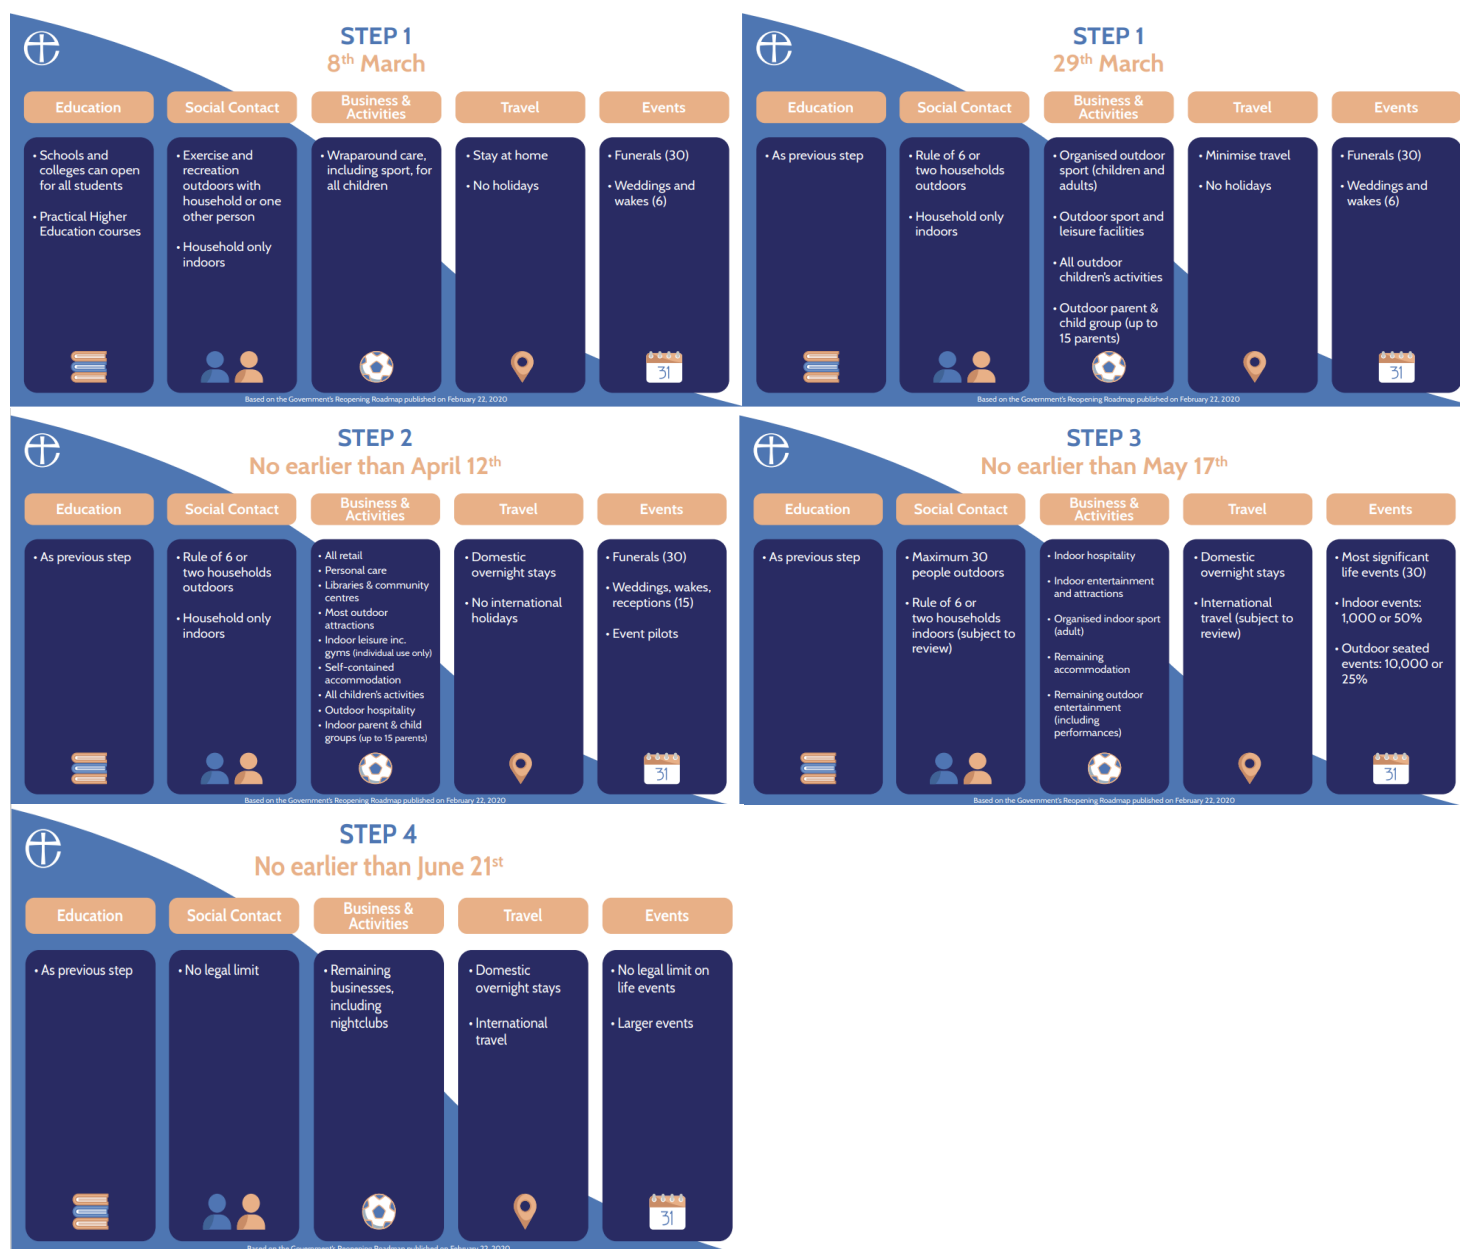 STEP 1
8th March
Education
Social Contact
Business &
Activities
Travel
Events
• Schools and
colleges can open
for all students
• Practical Higher
Education courses
• Exercise and
recreation
outdoors with
household or one
other person
• Household only
indoors
• Wraparound care,
including sport, for
all children
• Stay at home
• No holidays
• Funerals (30)
• Weddings and
wakes (6)
31
Based on the Government's Reopening Roadmap published on February 22, 2020
STEP 1
29th March
Education
Social Contact
Business &
Activities
Travel
Events
• As previous step
• Rule of 6 or
two households
outdoors
• Household only
indoors
• Organised outdoor
sport (children and
adults)
• Outdoor sport and
leisure facilities
• All outdoor
children's activities
• Outdoor parent &
child group (up to
15 parents)
• Minimise travel
• No holidays
• Funerals (30)
• Weddings and
wakes (6)
31
Based on the Government's Reopening Roadmap published on February 22, 2020
STEP 2
No earlier than April 12th
Education
Social Contact
Business &
Activities
Travel
Events
• As previous step
• Rule of 6 or
two households
outdoors
• Household only
indoors
• All retail
• Personal care
• Libraries & community
centres
• Most outdoor
attractions
• Indoor leisure inc.
gyms (individual use only)
• Self-contained
accommodation
• All children's activities
• Outdoor hospitality
• Indoor parent & child
groups (up to 15 parents)
• Domestic
overnight stays
• No international
holidays
• Funerals (30)
• Weddings, wakes,
receptions (15)
• Event pilots
31
Based on the Government's Reopening Roadmap published on February 22, 2020
STEP 3
No earlier than May 17th
Education
Social Contact
Business &
Activities
Travel
Events
• As previous step
• Maximum 30
people outdoors
• Rule of 6 or
two households
indoors (subject to
review)
• Indoor hospitality
• Indoor entertainment
and attractions
• Organised indoor sport
(adult)
• Remaining
accommodation
• Remaining outdoor
entertainment
(including
performances)
• Domestic
overnight stays
• International
travel (subject to
review)
• Most significant
life events (30)
• Indoor events:
1,000 or 50%
• Outdoor seated
events: 10,000 or
25%
31
Based on the Government's Reopening Roadmap published on February 22, 2020
STEP 4
No earlier than June 21st
Education
Social Contact
Business &
Activities
Travel
Events
• As previous step
• No legal limit
• Remaining
businesses,
including
nightclubs
• Domestic
overnight stays
• International
travel
• No legal limit on
life events
• Larger events
31
Based on the Government's Reopening Roadmap published on February 22, 2020